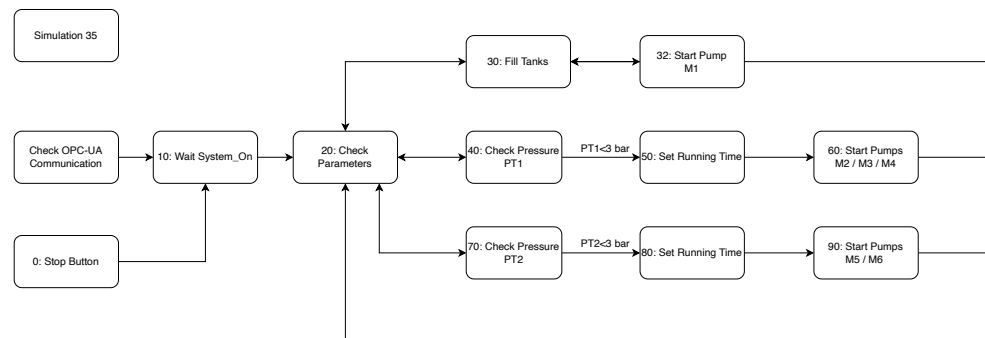 Simulation 35
30: Fill Tanks
32: Start Pump
M1
Check OPC-UA
Communication
10: Wait System_On
20: Check
Parameters
40: Check Pressure
PT1
PT1<3 bar
50: Set Running Time
60: Start Pumps
M2 / M3 / M4
0: Stop Button
70: Check Pressure
PT2
PT2<3 bar
80: Set Running Time
90: Start Pumps
M5 / M6